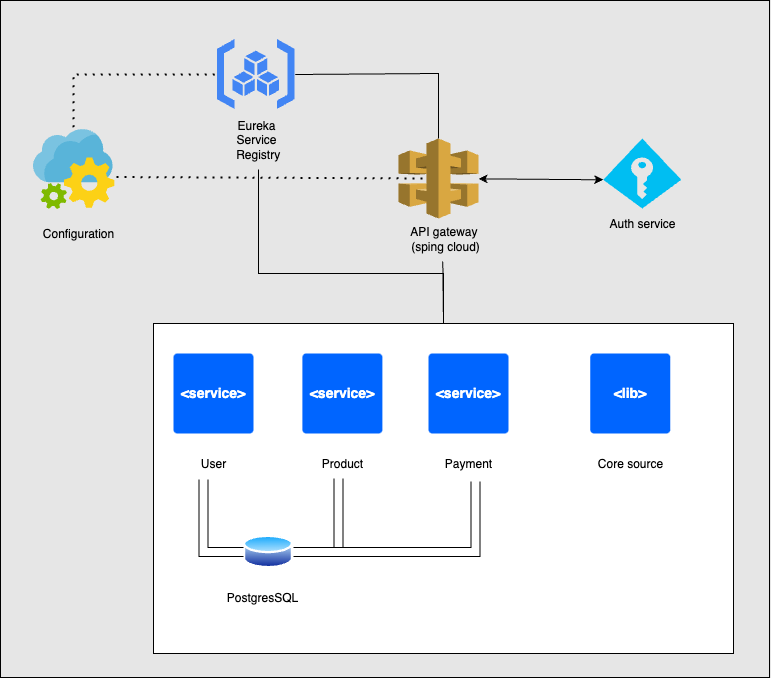 Eureka
Service
Registry
Configuration
API gateway
(sping cloud)
Auth service
<service>
<service>
<service>
<lib>
User
Product
Payment
Core source
PostgresSQL